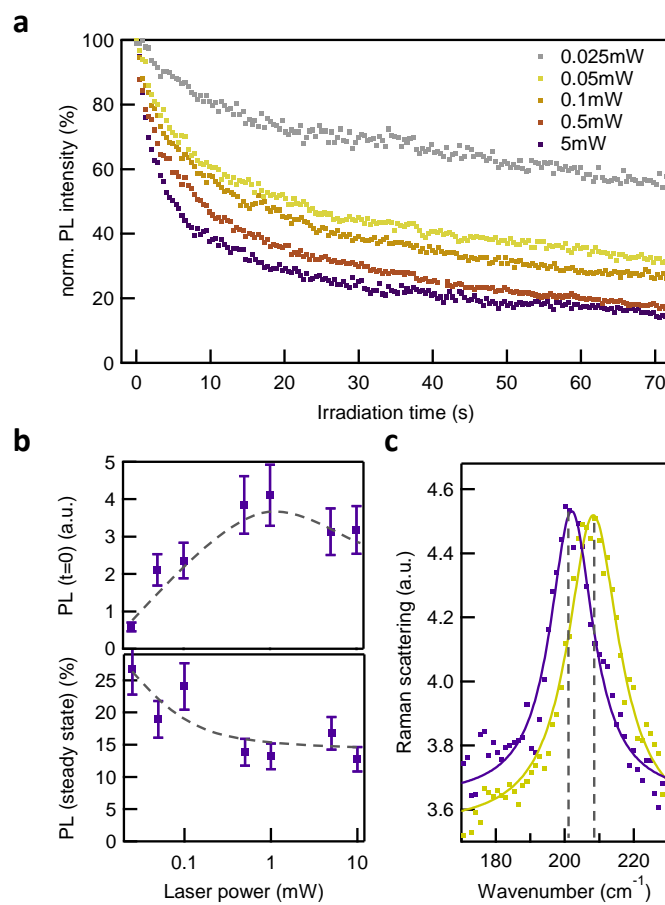 a
100
80
60
40
20
0
norm. PL intensity (%)
0.025mW
0.05mW
0.1mW
0.5mW
5mW
0 10 20 30 40 50 60 70
Irradiation time (s)
b
5
4
3
2
1
0
PL (t=0) (a.u.)
25
20
15
10
5
0
PL (steady state) (%)
0.1 1 10
Laser power (mW)
c
4.6
4.4
4.2
4.0
3.8
3.6
Raman scattering (a.u.)
180 200 220
Wavenumber (cm⁻¹)